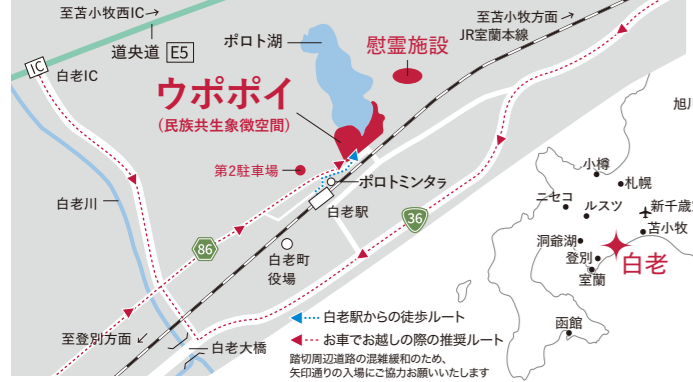 至苫小牧西IC→
道央道 E5
IC
白老IC
ポロト湖
慰霊施設
至苫小牧方面→
JR室蘭本線
ウポポイ
(民族共生象徴空間)
第2駐車場
ポロトミンタㇻ
白老駅
白老川
86
36
白老町
役場
至登別方面
白老大橋
旭川
小樽
札幌
ニセコ
ルスツ
新千歳
苫小牧
洞爺湖
登別
白老
室蘭
函館
白老駅からの徒歩ルート
お車でお越しの際の推奨ルート
踏切周辺道路の混雑緩和のため、
矢印通りの入場にご協力お願いいたします